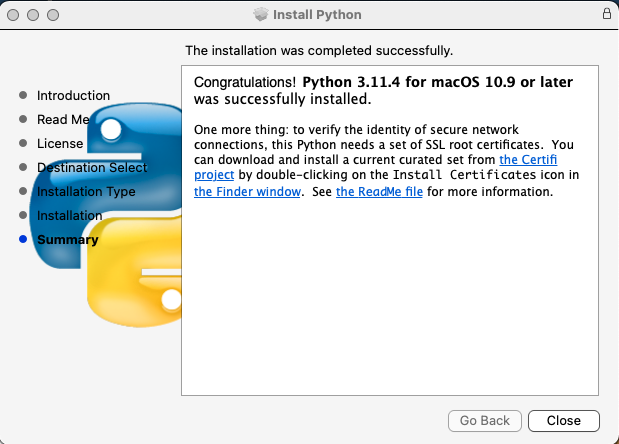 Install Python
The installation was completed successfully.
Introduction
Read Me
License
Destination Select
Installation Type
Installation
Summary
Congratulations! Python 3.11.4 for macOS 10.9 or later
was successfully installed.
One more thing: to verify the identity of secure network
connections, this Python needs a set of SSL root certificates. You
can download and install a current curated set from the Certifi
project by double-clicking on the Install Certificates icon in
the Finder window. See the ReadMe file for more information.
Go Back
Close